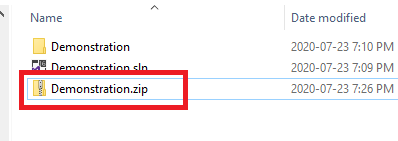 Name Date modified
Demonstration 2020-07-23 7:10 PM
Demonstration.sln 2020-07-23 7:09 PM
Demonstration.zip 2020-07-23 7:26 PM